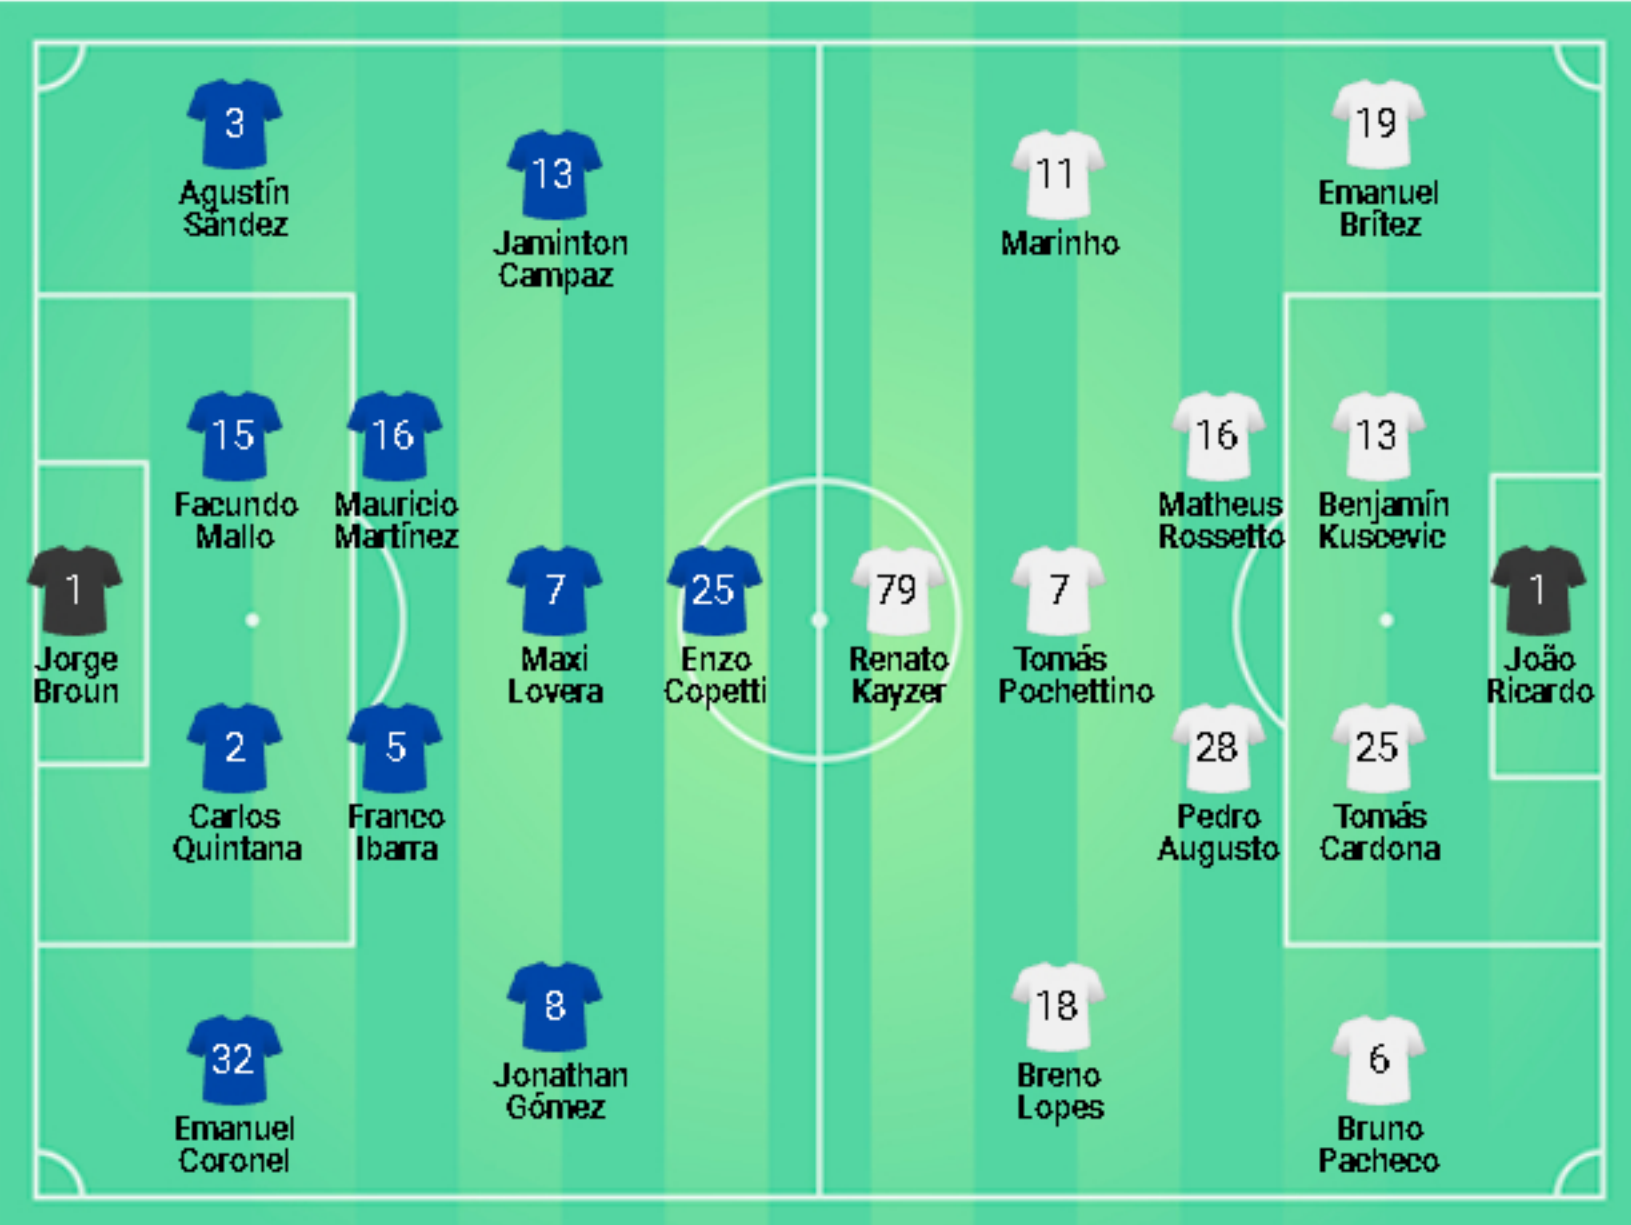 3
Agustín
Sández
13
Jaminton
Campaz
11
Marinho
19
Emanuel
Brítez
15
Facundo
Mallo
16
Mauricio
Martínez
16
Matheus
Rossetto
13
Benjamín
Kuscevic
1
Jorge
Broun
7
Maxi
Lovera
25
Enzo
Copetti
79
Renato
Kayzer
7
Tomás
Pochettino
1
João
Ricardo
2
Carlos
Quintana
5
Franco
Ibarra
28
Pedro
Augusto
25
Tomás
Cardona
32
Emanuel
Coronel
8
Jonathan
Gómez
18
Breno
Lopes
6
Bruno
Pacheco